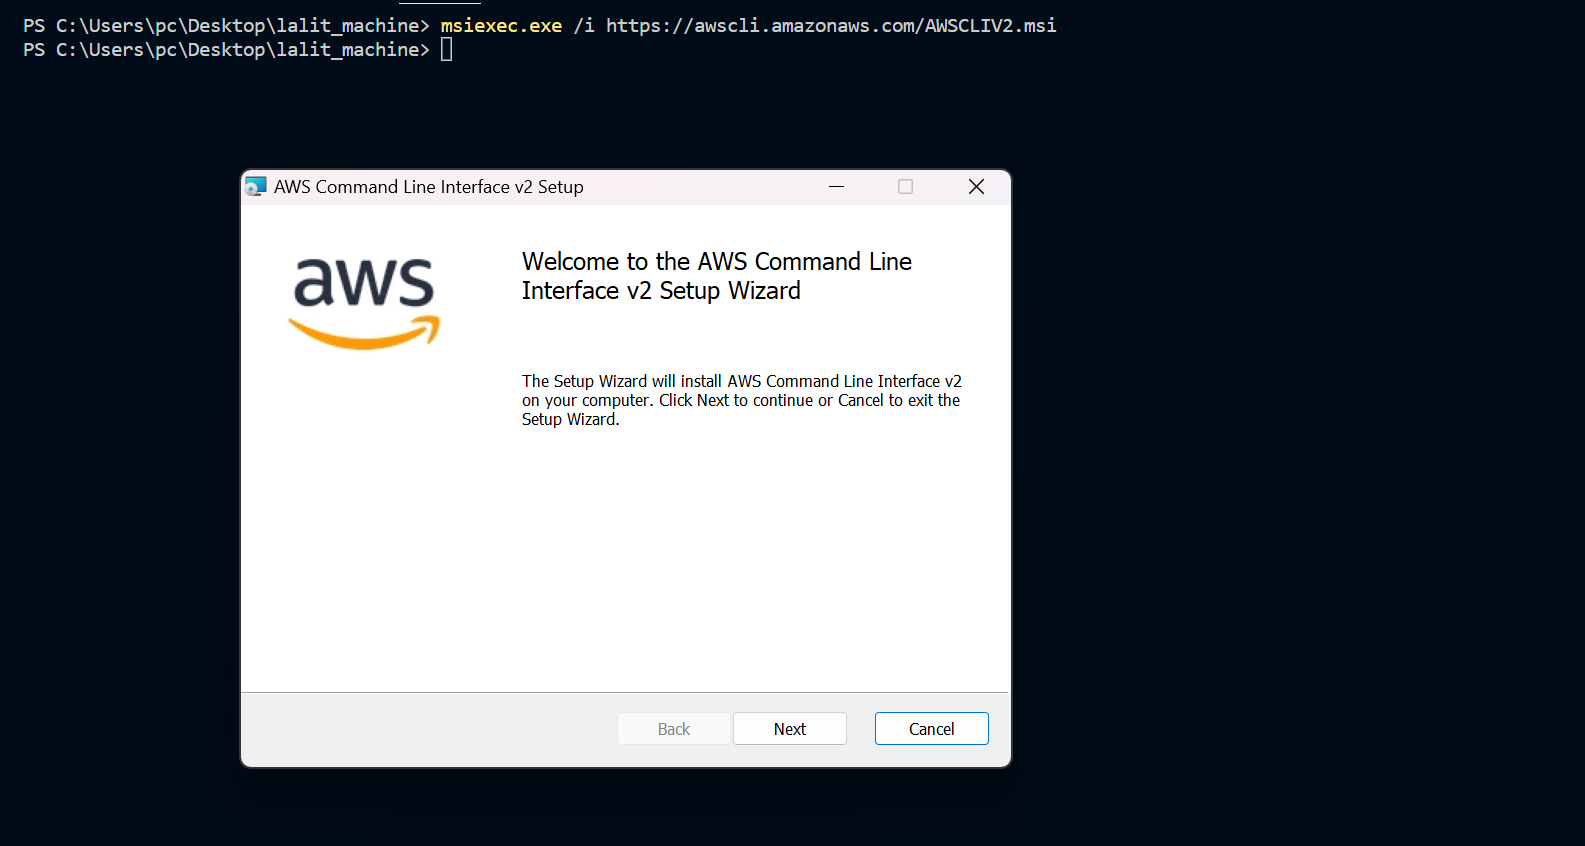 PS C:\Users\pc\Desktop\lalit_machine> msiexec.exe /i https://awscli.amazonaws.com/AWSCLIV2.msi
PS C:\Users\pc\Desktop\lalit_machine>
AWS Command Line Interface v2 Setup
aws
Welcome to the AWS Command Line
Interface v2 Setup Wizard
The Setup Wizard will install AWS Command Line Interface v2
on your computer. Click Next to continue or Cancel to exit the
Setup Wizard.
Back Next Cancel